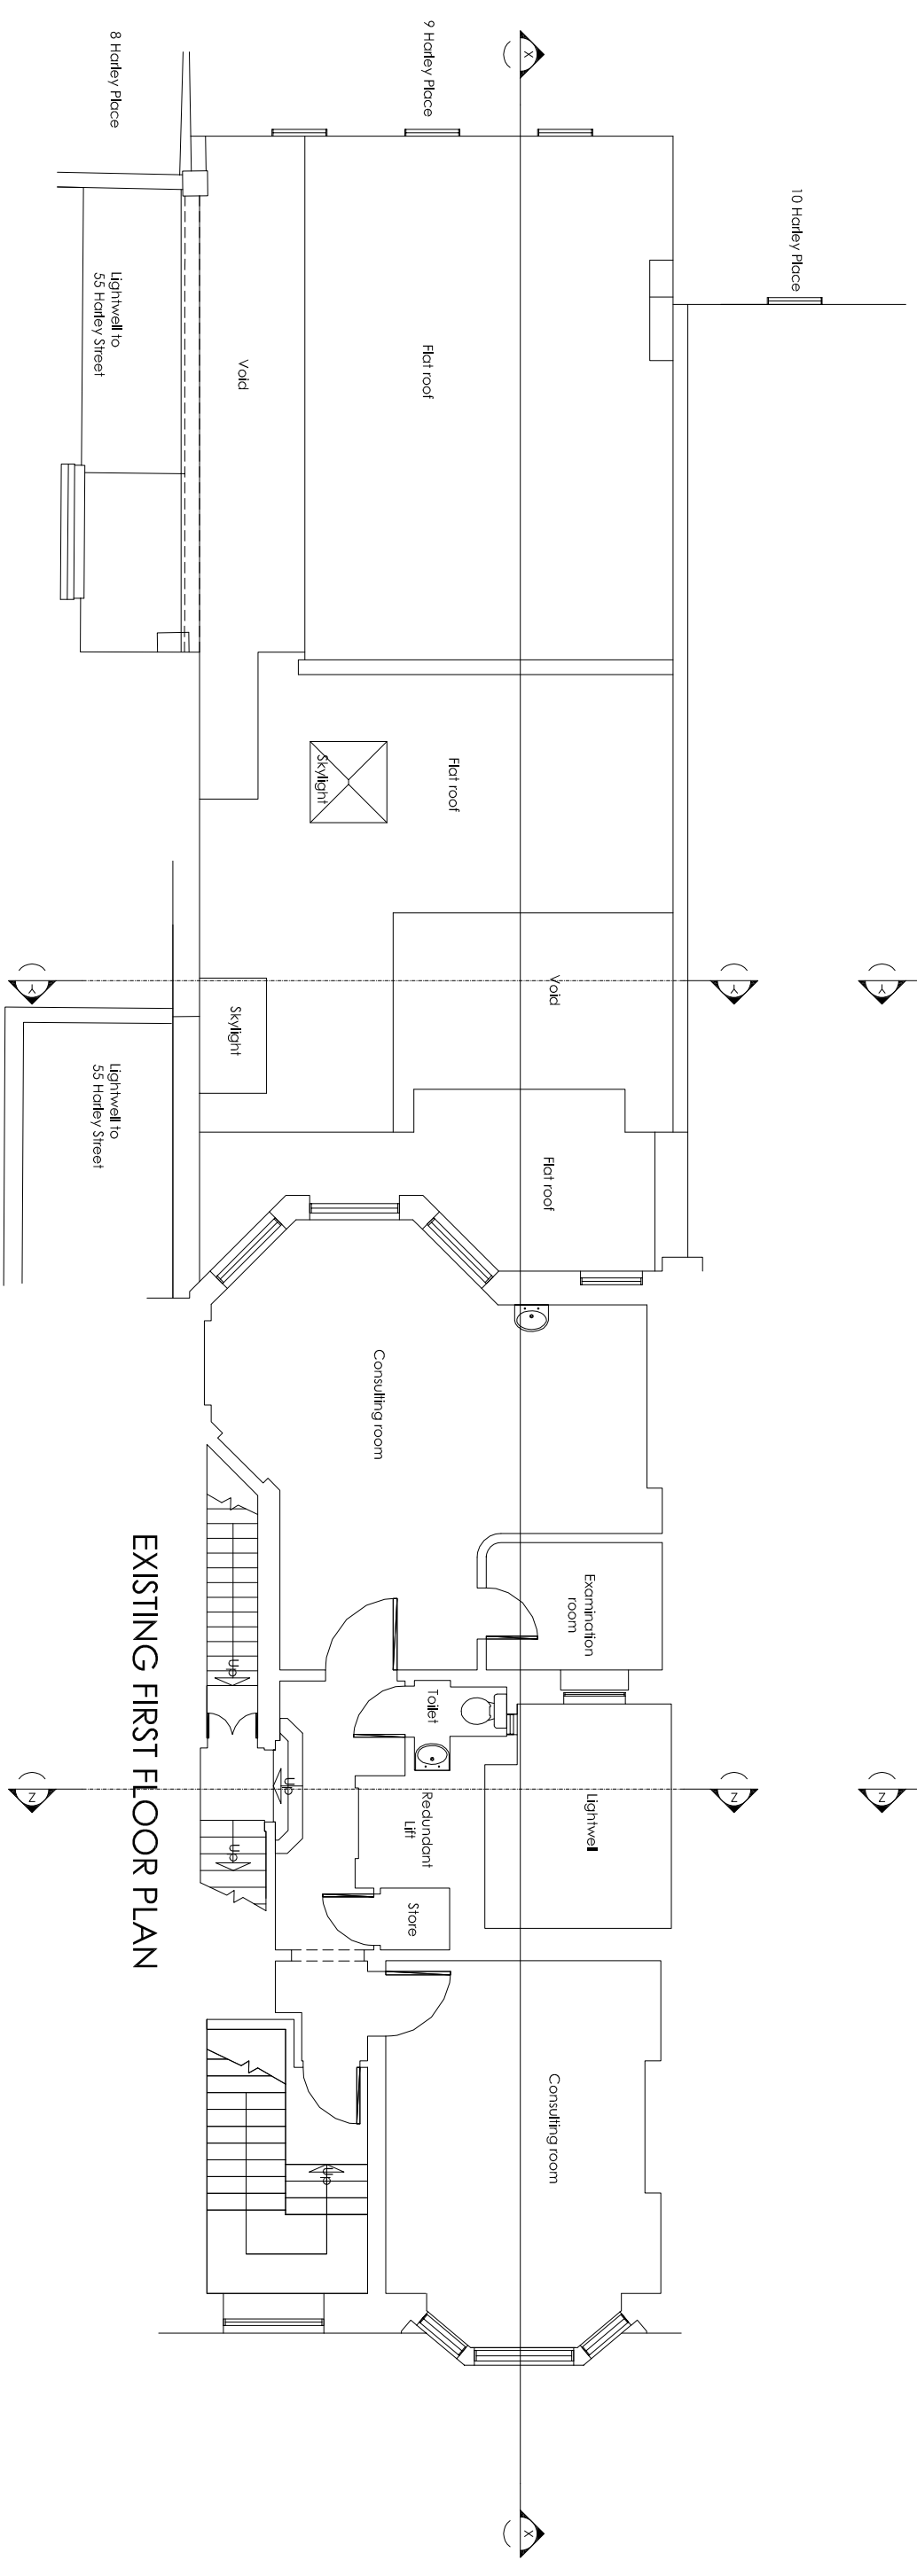 8 Harley Place
9 Harley Place
X
10 Harley Place
Lightwell to
55 Harley Street
Void
Flat roof
Skylight
Flat roof
Y
Y
Y
Void
Skylight
Lightwell to
55 Harley Street
Flat roof
Consulting room
Examination
room
Up
Toilet
Up
Z
Z
Z
Redundant
Lift
Lightwell
Up
Store
EXISTING FIRST FLOOR PLAN
Consulting room
Up
X